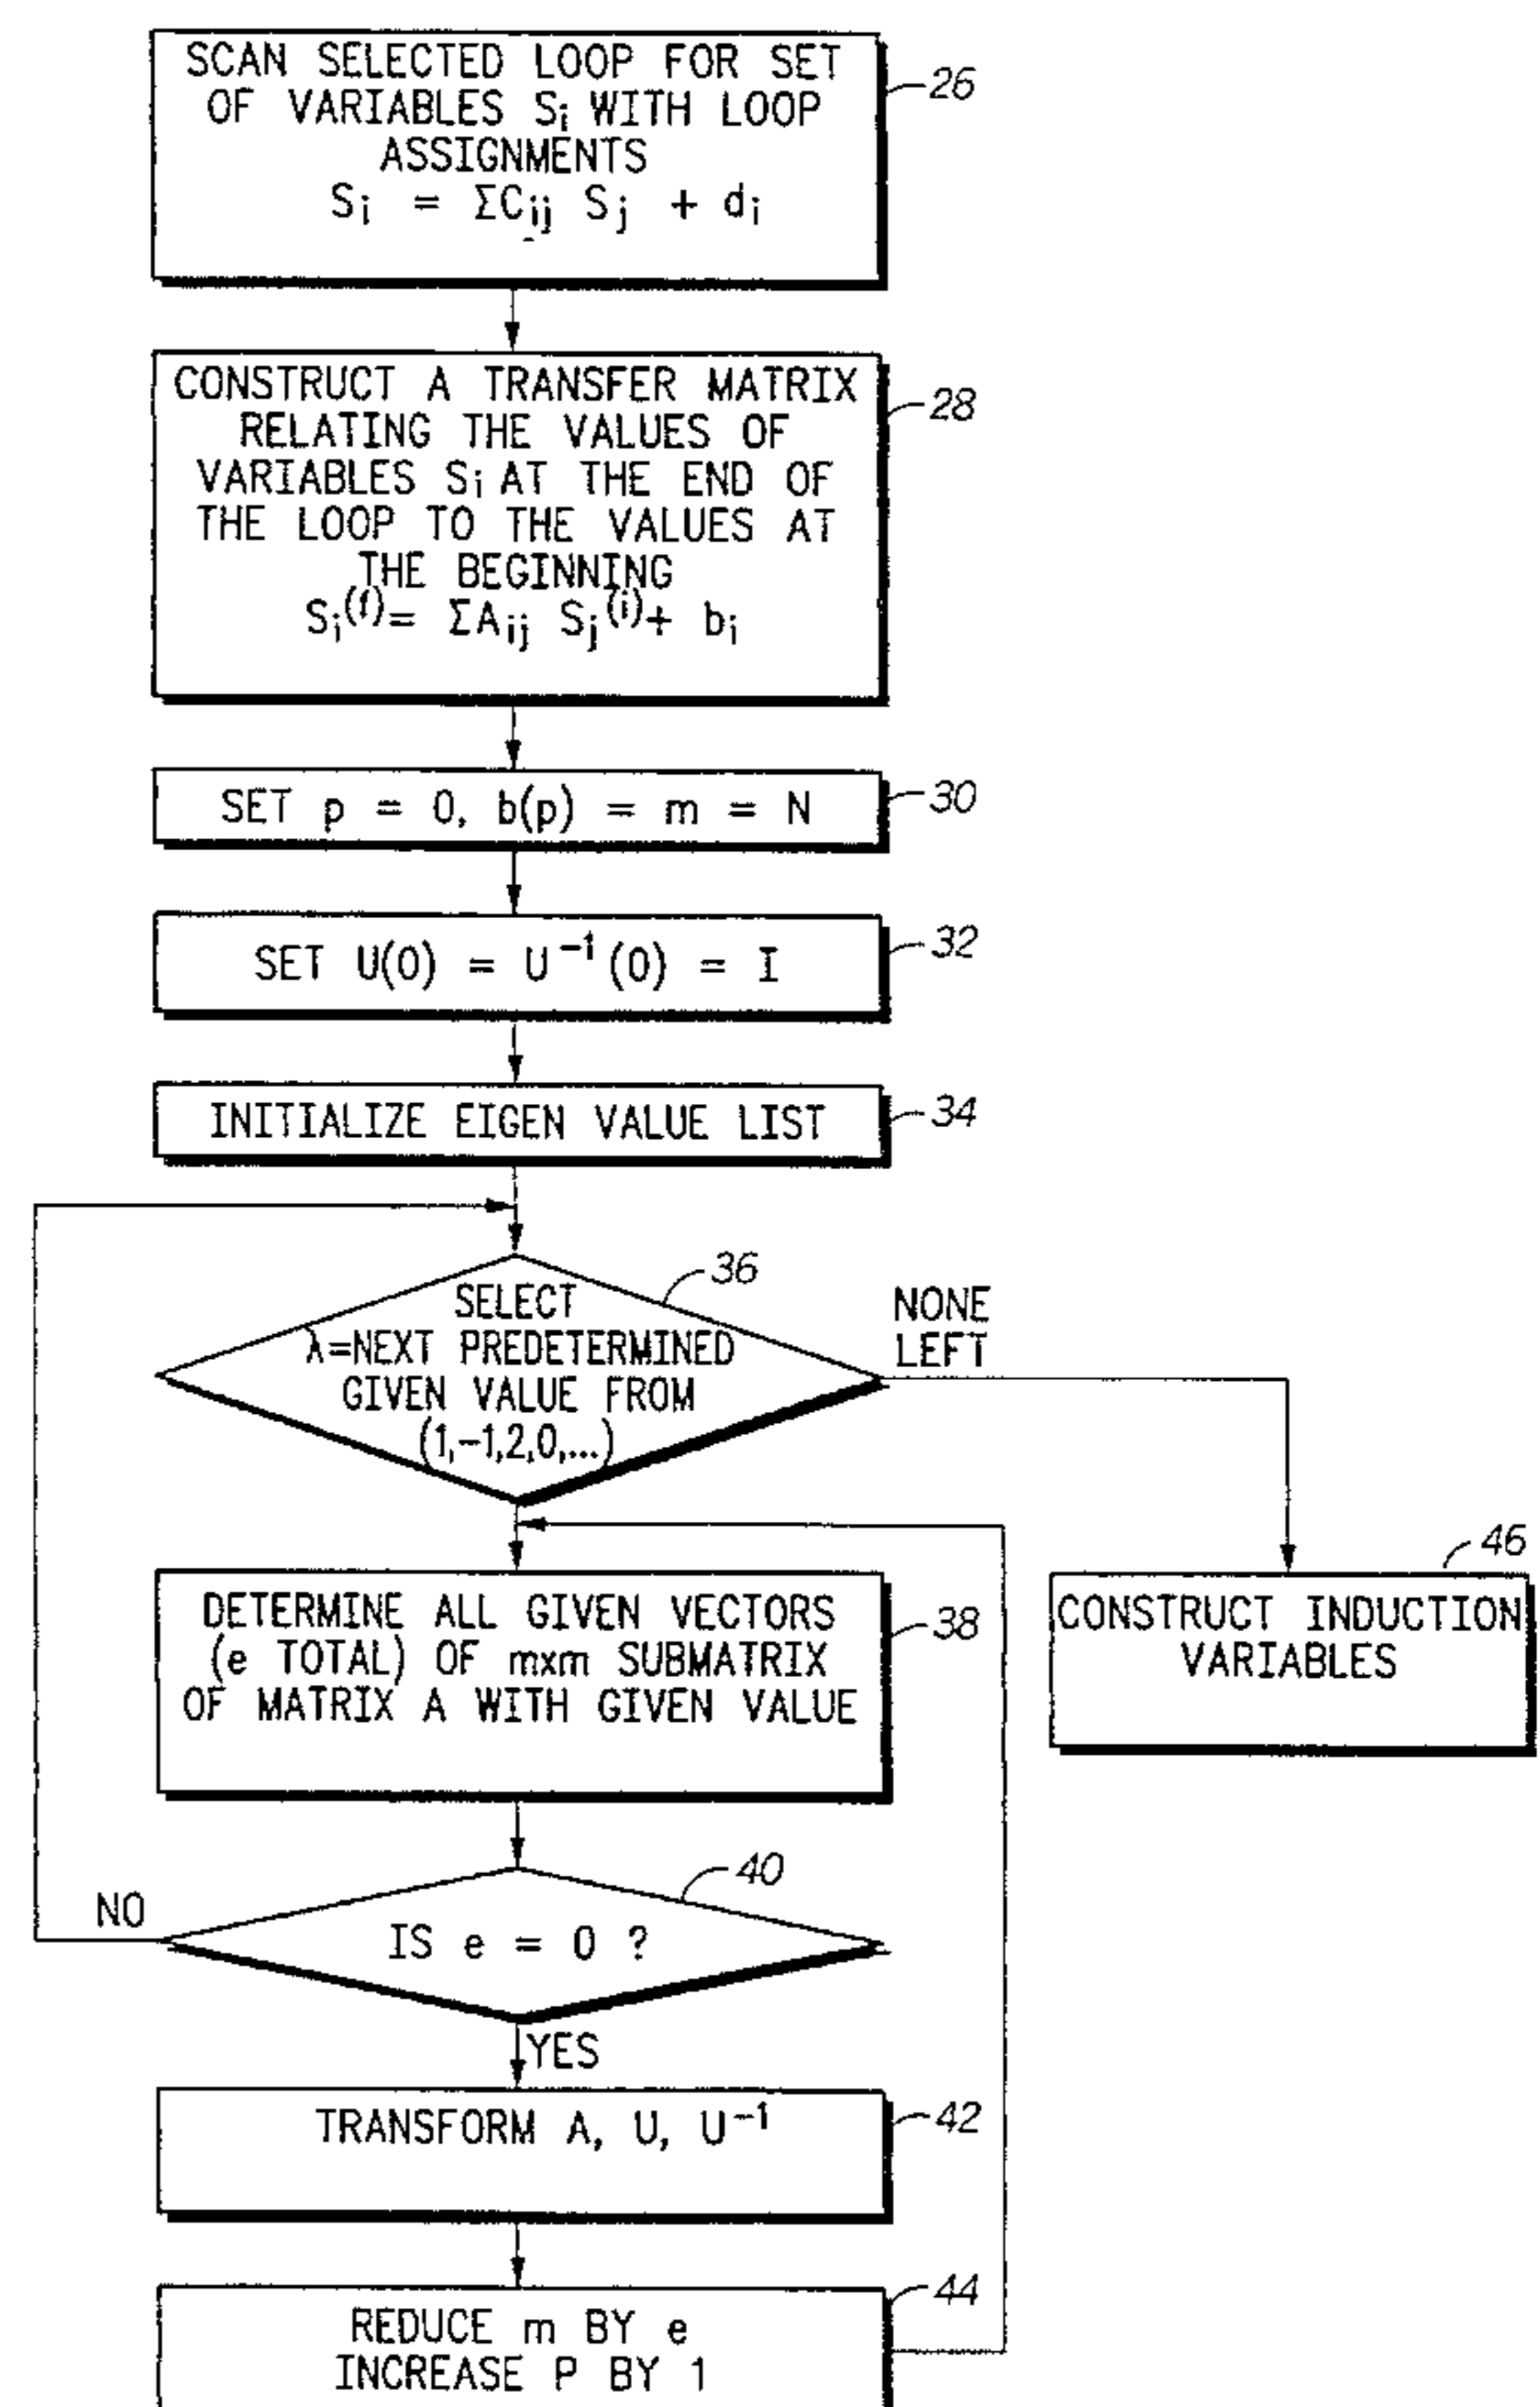 SCAN SELECTED LOOP FOR SET
OF VARIABLES Si WITH LOOP
ASSIGNMENTS
Si = ΣCij Sj + di
26
CONSTRUCT A TRANSFER MATRIX
RELATING THE VALUES OF
VARIABLES Si AT THE END OF
THE LOOP TO THE VALUES AT
THE BEGINNING
Si(f)= ΣAij Sj(i)+ bi
28
SET p = 0, b(p) = m = N
30
SET U(0) = U⁻¹(0) = I
32
INITIALIZE EIGEN VALUE LIST
34
36
SELECT
λ=NEXT PREDETERMINED
GIVEN VALUE FROM
(1,-1,2,0,...)
NONE
LEFT
46
CONSTRUCT INDUCTION
VARIABLES
DETERMINE ALL GIVEN VECTORS
(e TOTAL) OF mxm SUBMATRIX
OF MATRIX A WITH GIVEN VALUE
38
40
NO
IS e = 0 ?
YES
TRANSFORM A, U, U⁻¹
42
44
REDUCE m BY e
INCREASE P BY 1